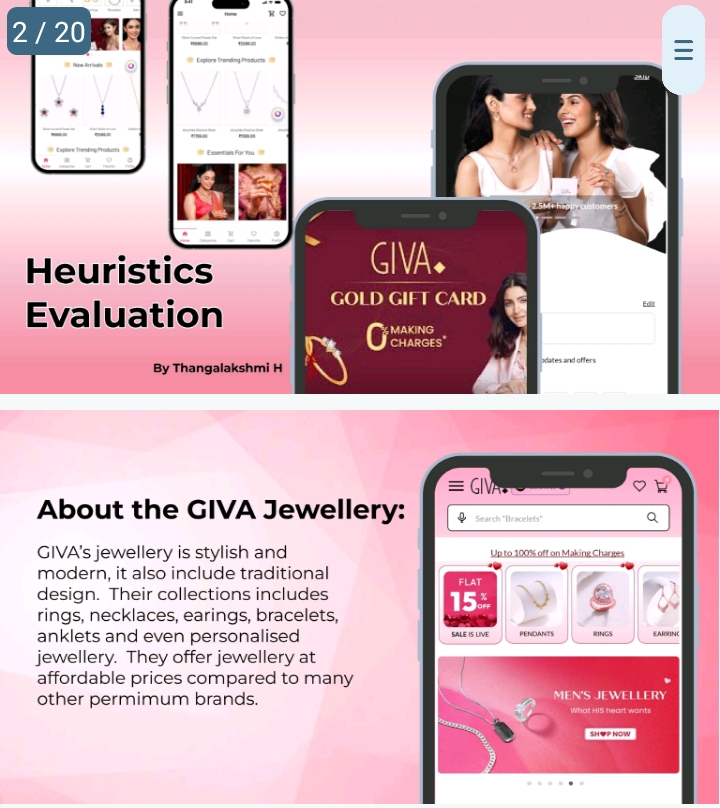 2 / 20
Home
New Arrivals
Explore Trending Products
Explore Trending Products
Essentials For You
Skip
2.5M+ happy customers
Edit
updates and offers
GIVA
GOLD GIFT CARD
0% MAKING
CHARGES*
Heuristics
Evaluation
By Thangalakshmi H
About the GIVA Jewellery:
GIVA’s jewellery is stylish and
modern, it also include traditional
design. Their collections includes
rings, necklaces, earings, bracelets,
anklets and even personalised
jewellery. They offer jewellery at
affordable prices compared to many
other permimum brands.
GIVA
Search "Bracelets"
Up to 100% off on Making Charges
FLAT
15% OFF
SALE IS LIVE
PENDANTS
RINGS
EARRING
MEN'S JEWELLERY
What HIS heart wants
SHOP NOW